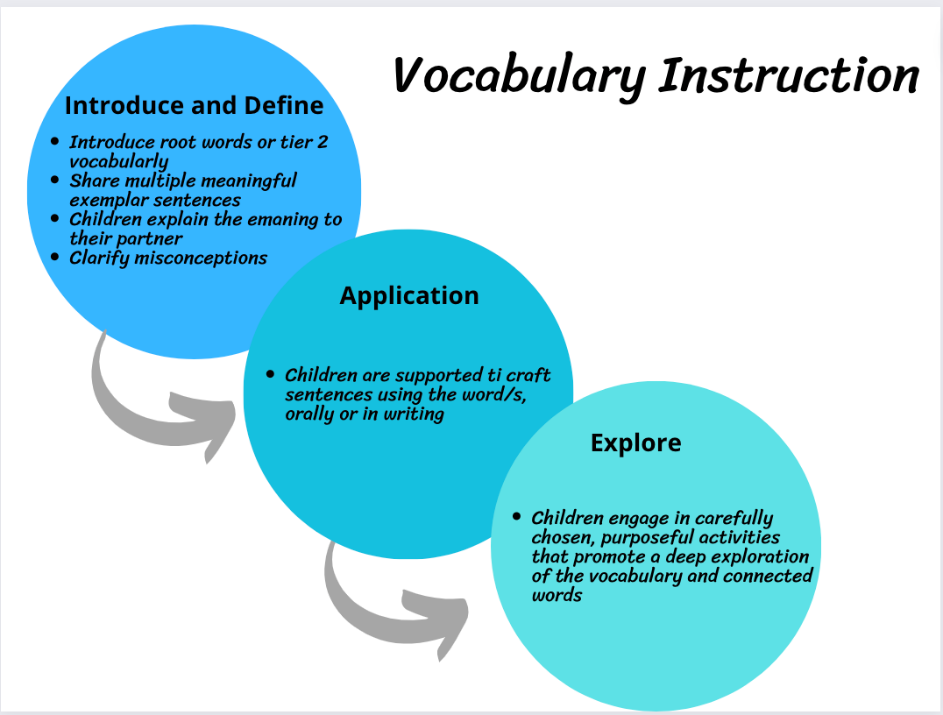 Vocabulary Instruction
Introduce and Define
• Introduce root words or tier 2
vocabularly
• Share multiple meaningful
exemplar sentences
• Children explain the emaning to
their partner
• Clarify misconceptions
Application
• Children are supported ti craft
sentences using the word/s,
orally or in writing
Explore
• Children engage in carefully
chosen, purposeful activities
that promote a deep exploration
of the vocabulary and connected
words